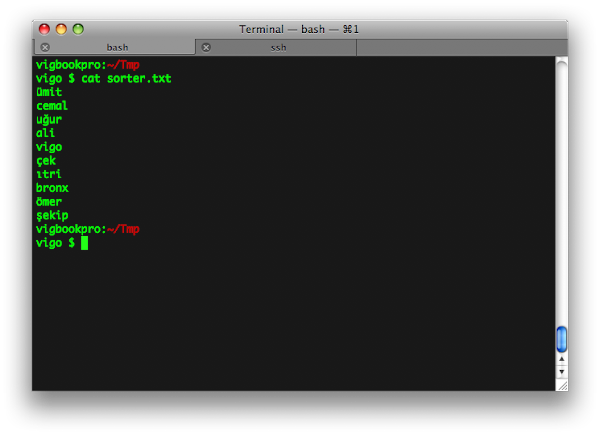 Terminal — bash — ⌘1
bash
ssh
vigbookpro:~/Tmp
vigo $ cat sorter.txt
ümit
cemal
uğur
ali
vigo
çek
ıtri
bronx
ömer
şekip
vigbookpro:~/Tmp
vigo $